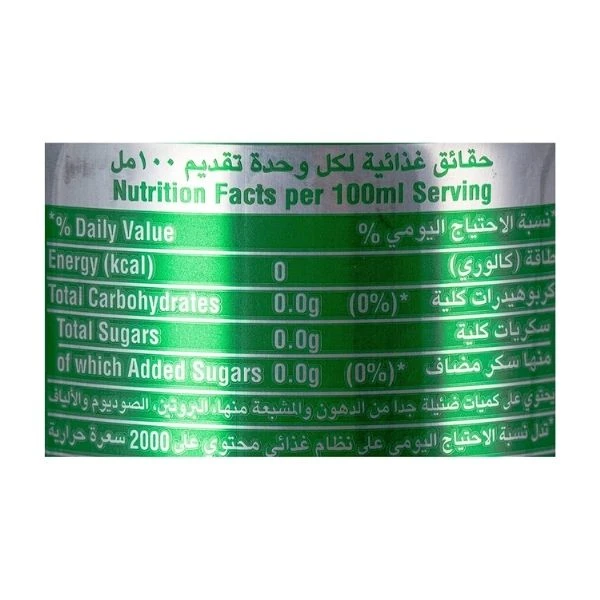 حقائق غذائية لكل وحدة تقديم ١٠٠مل
Nutrition Facts per 100ml Serving
*% Daily Value نسبة الاحتياج اليومي %*
Energy (kcal) 0 طاقة (كالوري)
Total Carbohydrates 0.0g (0%)* كربوهيدرات كلية
Total Sugars 0.0g سكريات كلية
of which Added Sugars 0.0g (0%)* منها سكر مضاف
يحتوي على كميات ضئيلة جدا من الدهون والمشبعة منها، البروتين، الصوديوم والألياف
*تدل نسبة الاحتياج اليومي على نظام غذائي محتوي على 2000 سعرة حرارية